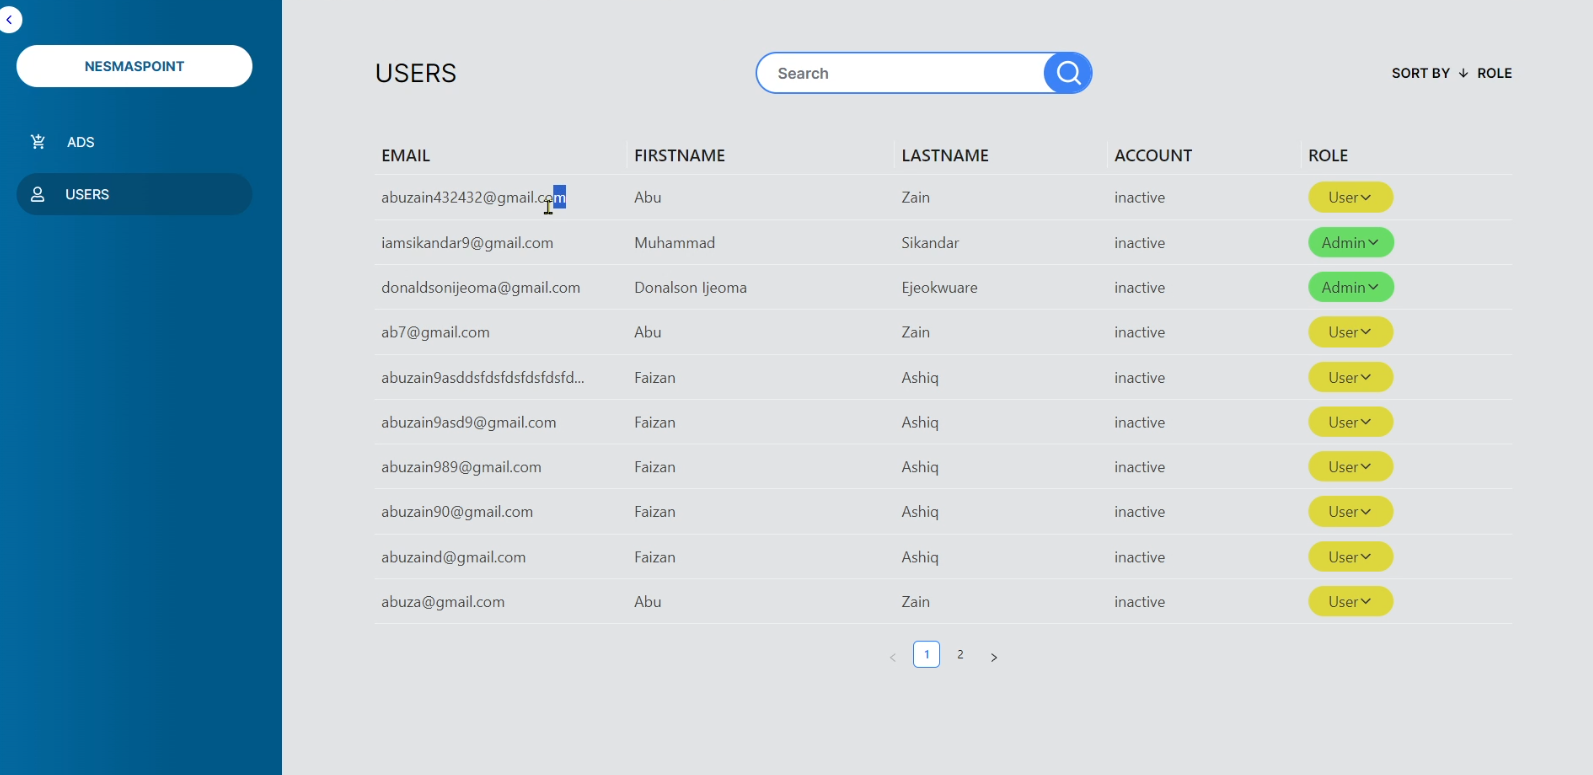 NESMASPOINT
ADS
USERS
USERS
Search
SORT BY ↓ ROLE
EMAIL FIRSTNAME LASTNAME ACCOUNT ROLE
abuzain432432@gmail.com Abu Zain inactive User
iamsikandar9@gmail.com Muhammad Sikandar inactive Admin
donaldsonijeoma@gmail.com Donalson Ijeoma Ejeokwuare inactive Admin
ab7@gmail.com Abu Zain inactive User
abuzain9asddsfdsfdsfdsfdsfd... Faizan Ashiq inactive User
abuzain9asd9@gmail.com Faizan Ashiq inactive User
abuzain989@gmail.com Faizan Ashiq inactive User
abuzain90@gmail.com Faizan Ashiq inactive User
abuzaind@gmail.com Faizan Ashiq inactive User
abuza@gmail.com Abu Zain inactive User
< 1 2 >